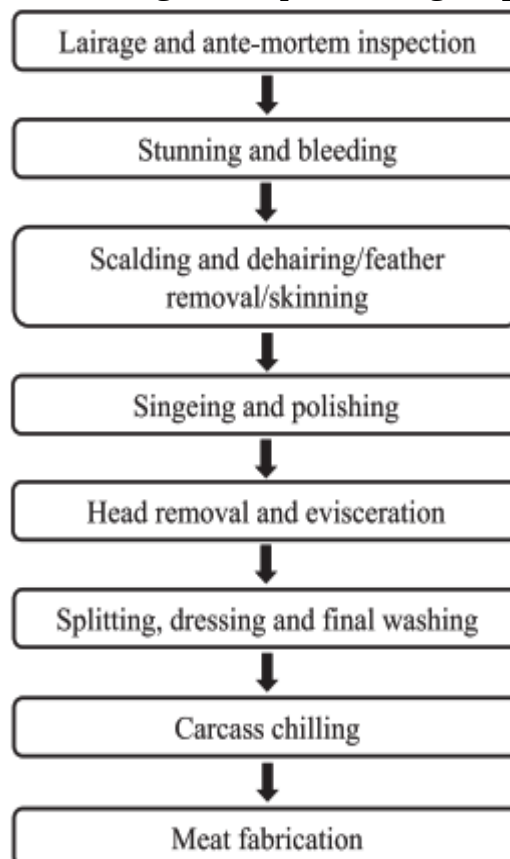 Lairage and ante-mortem inspection
Stunning and bleeding
Scalding and dehairing/feather
removal/skinning
Singeing and polishing
Head removal and evisceration
Splitting, dressing and final washing
Carcass chilling
Meat fabrication